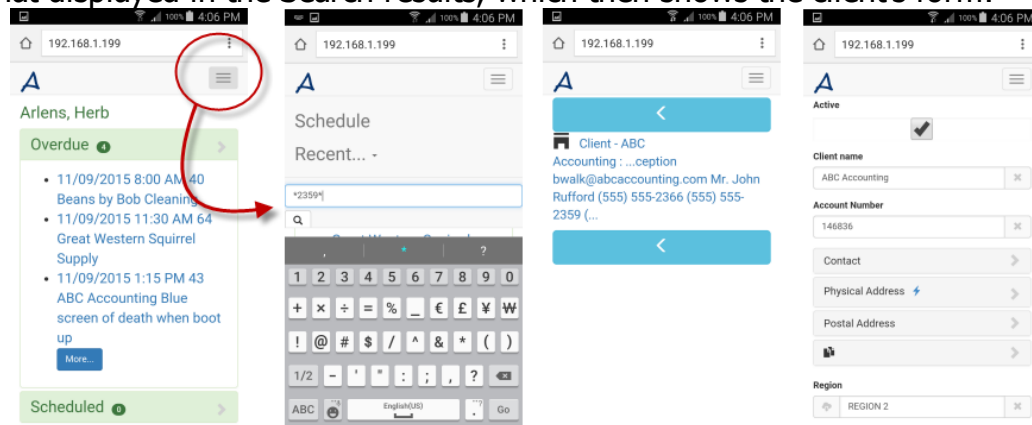 hat displayed in the Search results, which then shows the client's form.
100% 4:06 PM
192.168.1.199
A
Arlens, Herb
Overdue 4
• 11/09/2015 8:00 AM 40
Beans by Bob Cleaning
• 11/09/2015 11:30 AM 64
Great Western Squirrel
Supply
• 11/09/2015 1:15 PM 43
ABC Accounting Blue
screen of death when boot
up
More...
Scheduled 0
100% 4:06 PM
192.168.1.199
A
Schedule
Recent... -
*2359*
, * ?
1 2 3 4 5 6 7 8 9 0
+ × ÷ = % _ € £ ¥ ₩
! @ # $ / ^ & * ( )
1/2 - ' " : ; , ?
ABC English(US) . Go
100% 4:06 PM
192.168.1.199
A
Client - ABC
Accounting : ...ception
bwalk@abcaccounting.com Mr. John
Rufford (555) 555-2366 (555) 555-
2359 (...
100% 4:06 PM
192.168.1.199
A
Active
Client name
ABC Accounting
Account Number
146836
Contact
Physical Address
Postal Address
Region
REGION 2